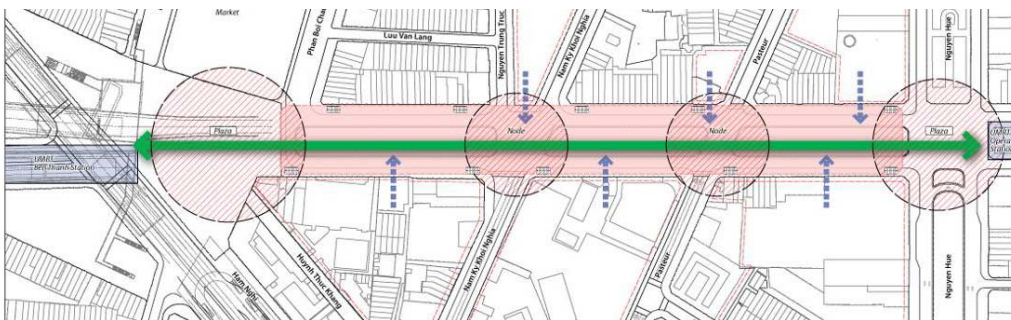 Market
Phan Boi Chau
Luu Van Lang
Nguyen Trung Truc
Nam Ky Khoi Nghia
Pasteur
Nguyen Hue
Plaza
Node
Node
Plaza
UMRT
Ben Thanh Station
UMRT
Opera
Station
Ham Nghi
Huynh Thuc Khang
Nam Ky Khoi Nghia
Pasteur
Nguyen Hue